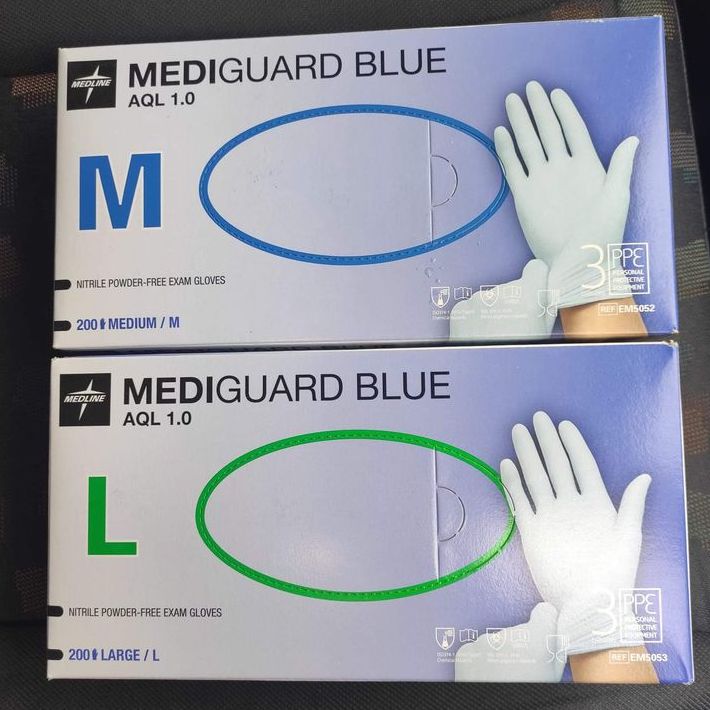 MEDLINE
MEDIGUARD BLUE
AQL 1.0
M
NITRILE POWDER-FREE EXAM GLOVES
200 MEDIUM / M
3 PPE
PERSONAL
PROTECTIVE
EQUIPMENT
REF EM5052
MEDLINE
MEDIGUARD BLUE
AQL 1.0
L
NITRILE POWDER-FREE EXAM GLOVES
200 LARGE / L
3 PPE
PERSONAL
PROTECTIVE
EQUIPMENT
REF EM5053